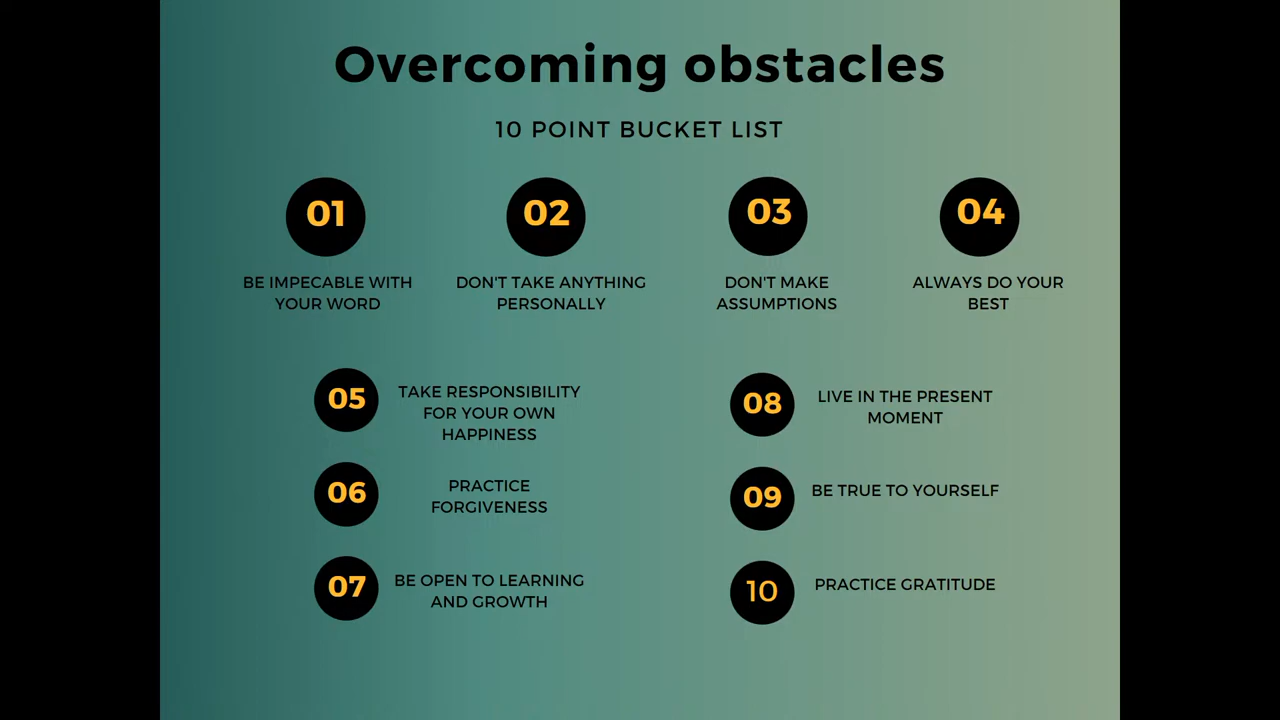 Overcoming obstacles
10 POINT BUCKET LIST
01
BE IMPECABLE WITH
YOUR WORD
02
DON'T TAKE ANYTHING
PERSONALLY
03
DON'T MAKE
ASSUMPTIONS
04
ALWAYS DO YOUR
BEST
05
TAKE RESPONSIBILITY
FOR YOUR OWN
HAPPINESS
06
PRACTICE
FORGIVENESS
07
BE OPEN TO LEARNING
AND GROWTH
08
LIVE IN THE PRESENT
MOMENT
09
BE TRUE TO YOURSELF
10
PRACTICE GRATITUDE